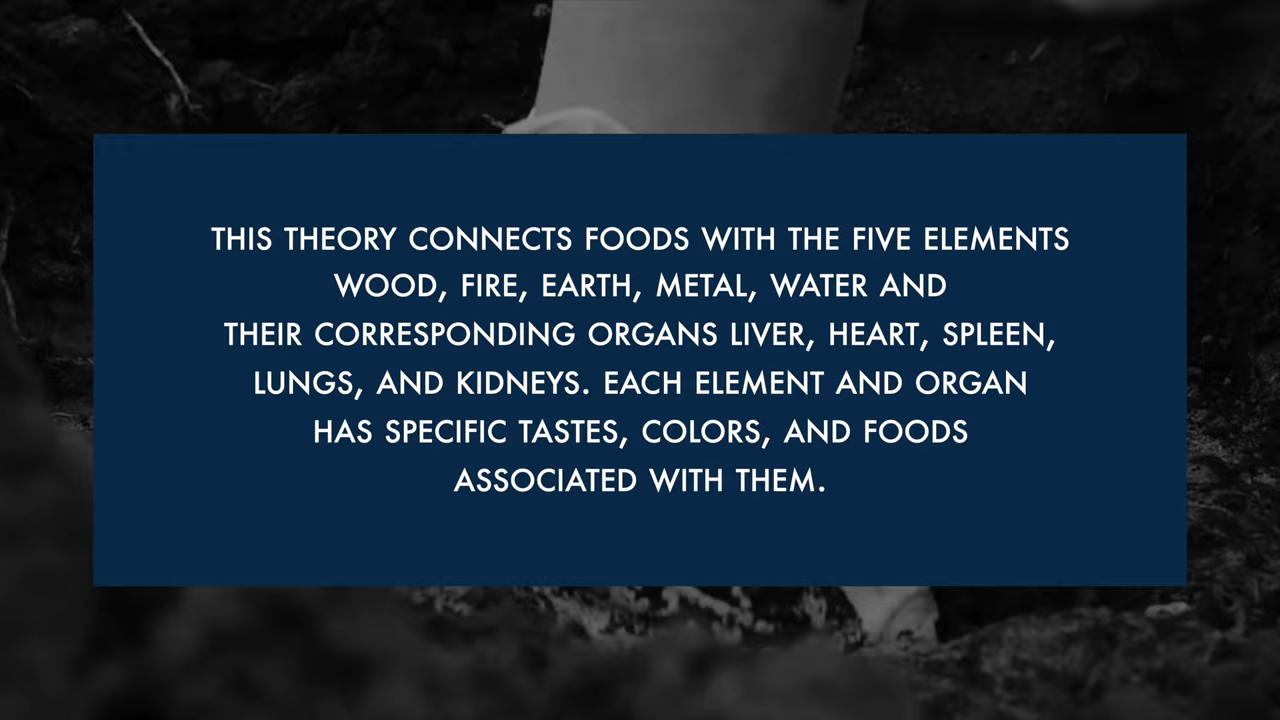 THIS THEORY CONNECTS FOODS WITH THE FIVE ELEMENTS
WOOD, FIRE, EARTH, METAL, WATER AND
THEIR CORRESPONDING ORGANS LIVER, HEART, SPLEEN,
LUNGS, AND KIDNEYS. EACH ELEMENT AND ORGAN
HAS SPECIFIC TASTES, COLORS, AND FOODS
ASSOCIATED WITH THEM.